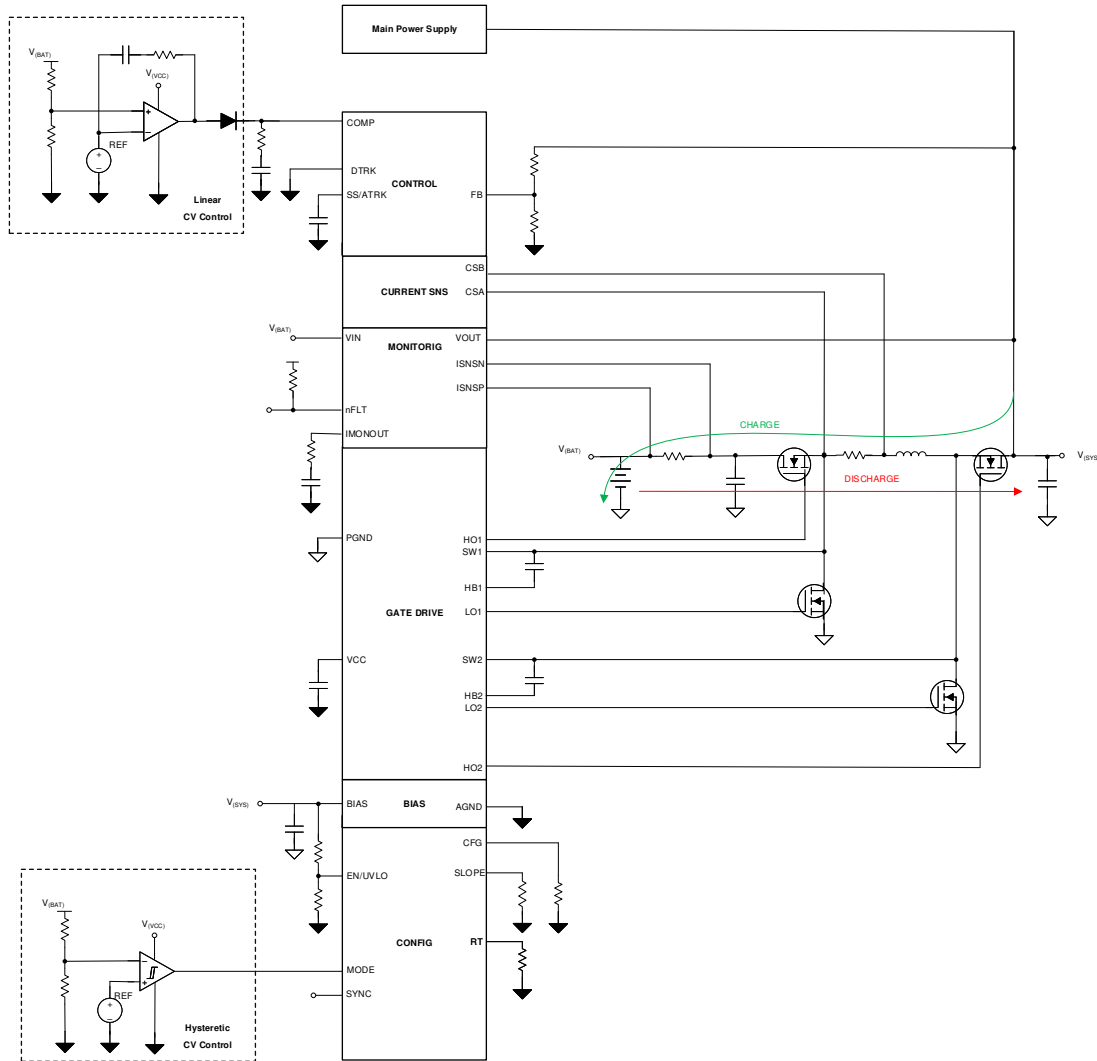 Main Power Supply
V(BAT)
V(VCC)
+
−
REF
+
−
Linear
CV Control
COMP
DTRK
SS/ATRK
CONTROL
FB
CSB
CSA
CURRENT SNS
V(BAT)
VIN
MONITORIG
VOUT
ISNSN
ISNSP
nFLT
IMONOUT
CHARGE
V(BAT)
V(SYS
DISCHARGE
PGND
HO1
SW1
HB1
LO1
GATE DRIVE
VCC
SW2
HB2
LO2
HO2
V(SYS)
BIAS
BIAS
AGND
CFG
EN/UVLO
SLOPE
CONFIG
RT
MODE
SYNC
V(BAT)
V(VCC)
−
+
REF
+
−
Hysteretic
CV Control